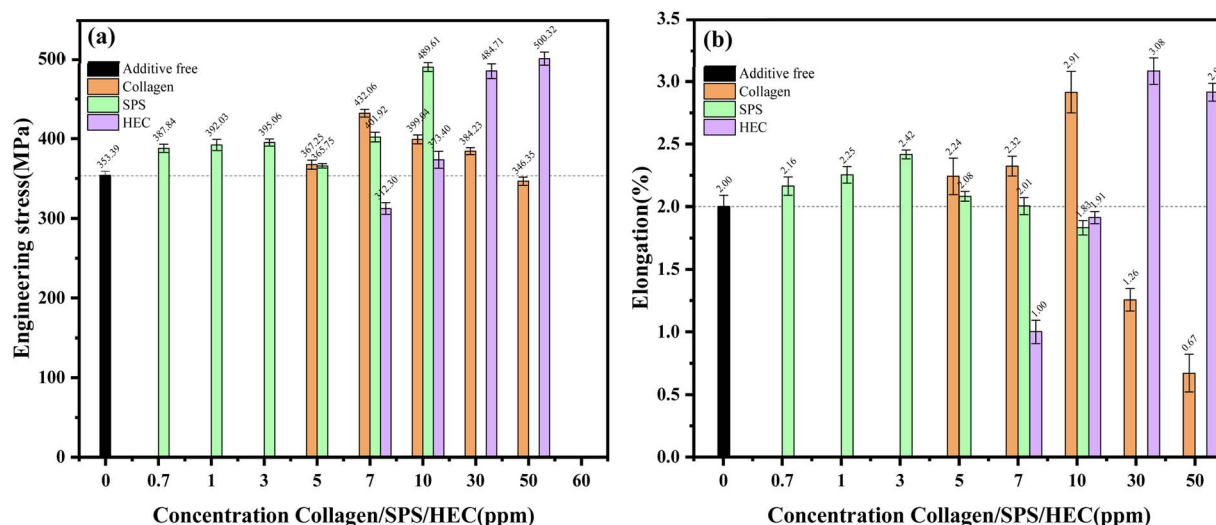 (a)
Additive free
Collagen
SPS
HEC
Engineering stress(MPa)
500
400
300
200
100
0
353.39
387.84
392.03
395.06
367.25
365.75
432.06
401.92
312.30
399.04
489.61
373.40
384.23
484.71
346.35
500.32
0 0.7 1 3 5 7 10 30 50 60
Concentration Collagen/SPS/HEC(ppm)
(b)
Additive free
Collagen
SPS
HEC
Elongation(%)
3.5
3.0
2.5
2.0
1.5
1.0
0.5
0.0
2.00
2.16
2.25
2.42
2.24
2.08
2.32
2.01
1.00
2.91
1.83
1.91
1.26
3.08
0.67
0 0.7 1 3 5 7 10 30 50
Concentration Collagen/SPS/HEC(ppm)